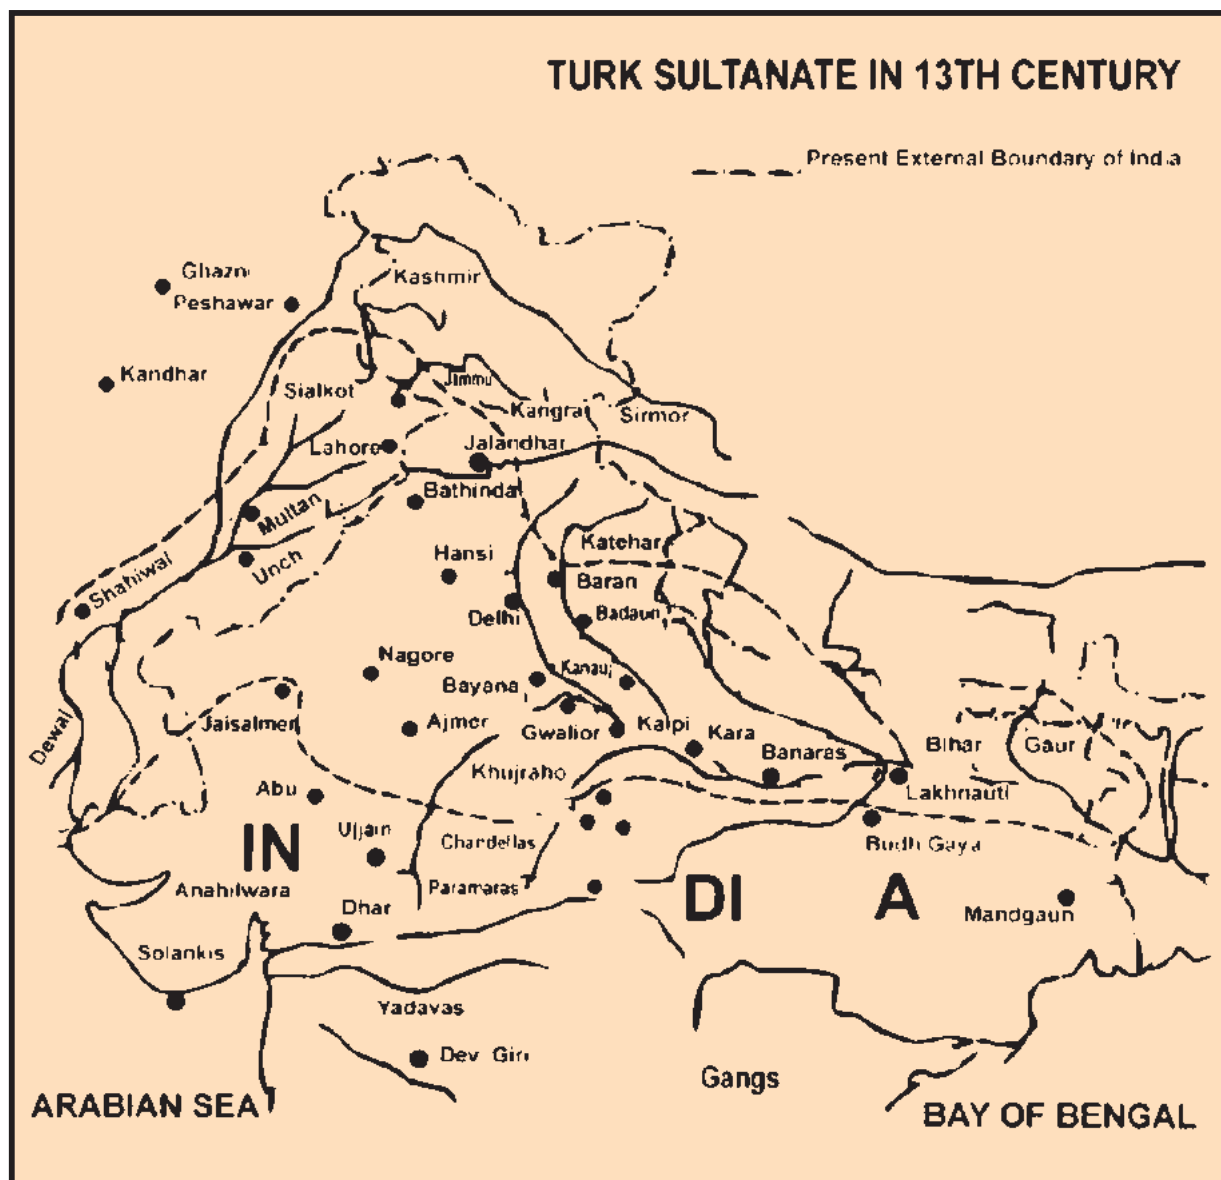 TURK SULTANATE IN 13TH CENTURY
Present External Boundary of India
Ghazni
Kashmir
Peshawar
Kandhar
Jimmu
Sialkot
Kangra
Sirmor
Lahore
Jalandhar
Bathinda
Multan
Katehar
Hansi
Unch
Shahiwal
Baran
Delhi
Badaun
Nagore
Kanauj
Bayana
Dewal
Jaisalmer
Ajmer
Gwalior
Kalpi
Kara
Bihar
Gaur
Banaras
Khujraho
Abu
Lakhnauti
Ujjain
Chandellas
IN
Budh Gaya
Anahilwara
Paramaras
DI
A
Dhar
Mandgaun
Solankis
Yadavas
Dev Giri
Gangs
ARABIAN SEA
BAY OF BENGAL